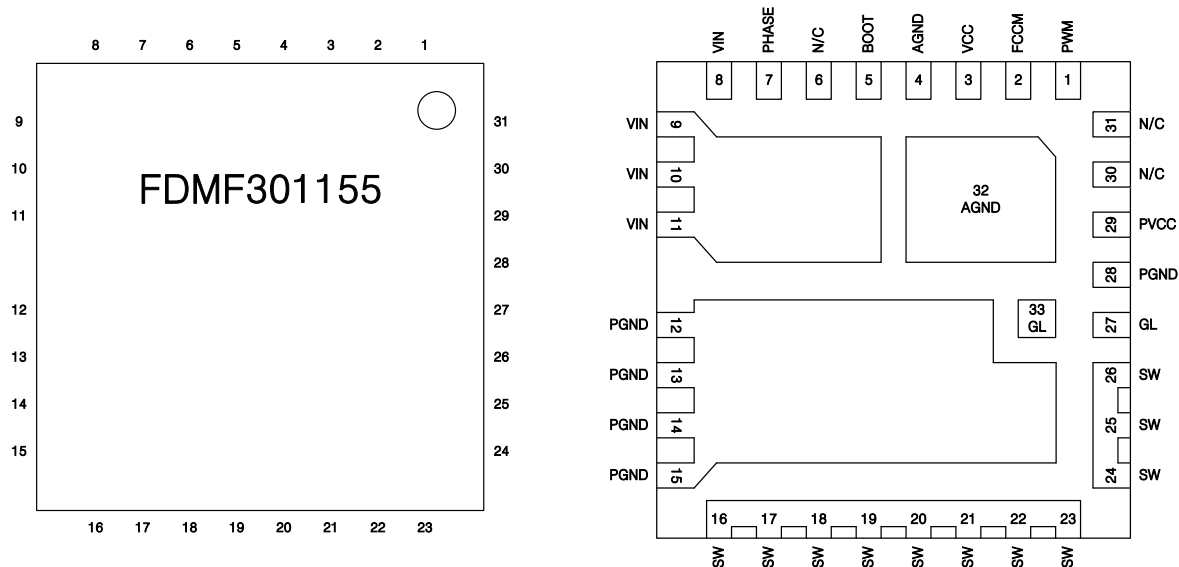 8 7 6 5 4 3 2 1
9
10
11
12
13
14
15
FDMF301155
31
30
29
28
27
26
25
24
16 17 18 19 20 21 22 23
VIN PHASE N/C BOOT AGND VCC FCCM PWM
8 7 6 5 4 3 2 1
VIN 9
VIN 10
VIN 11
32
AGND
31 N/C
30 N/C
29 PVCC
28 PGND
33
GL
27 GL
PGND 12
PGND 13
PGND 14
PGND 15
26 SW
25 SW
24 SW
16 17 18 19 20 21 22 23
SW SW SW SW SW SW SW SW